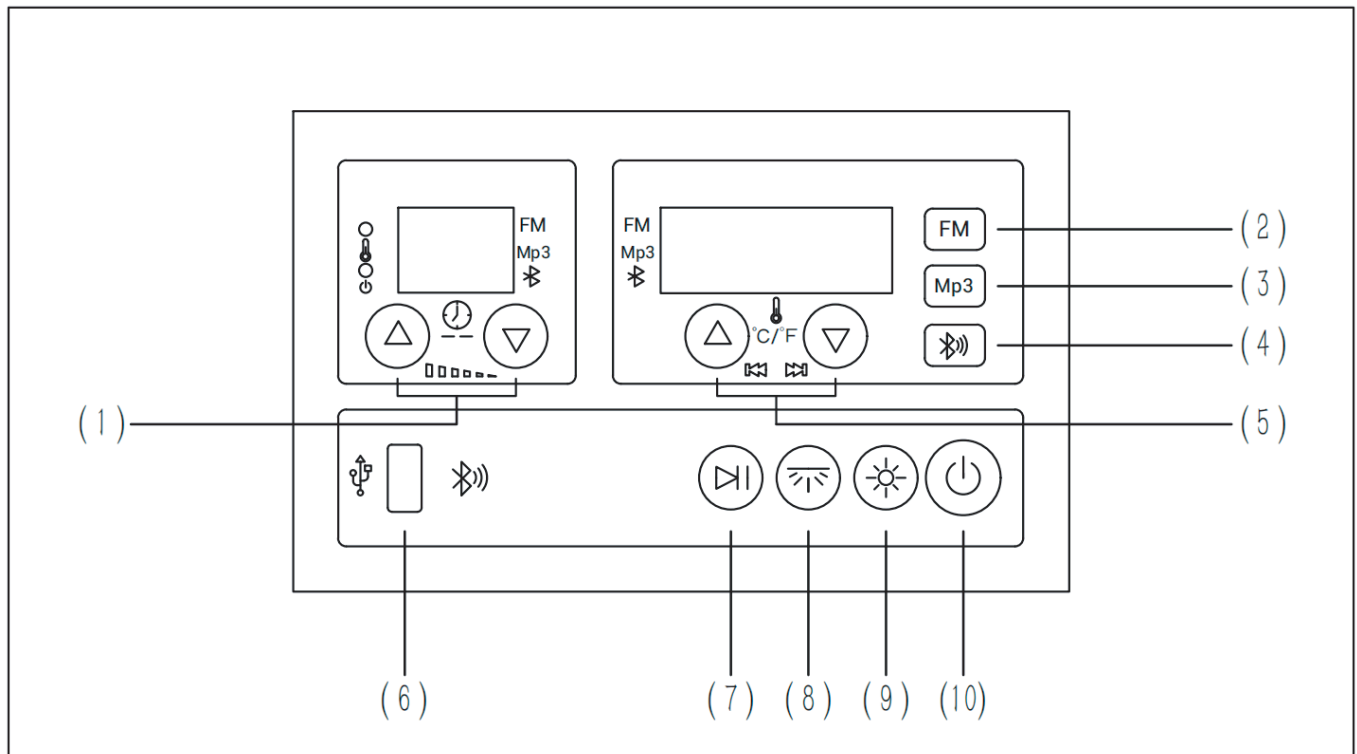 FM
Mp3
FM
Mp3
°C/°F
FM
Mp3
(1)
(2)
(3)
(4)
(5)
(6)
(7)
(8)
(9)
(10)